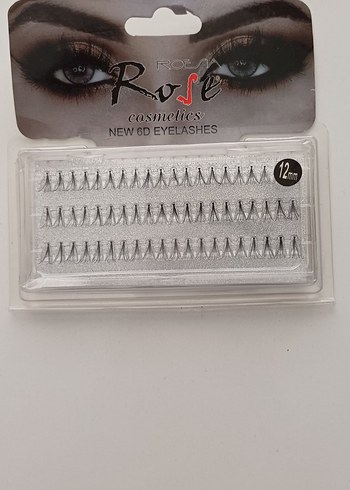 Rose
cosmetics
NEW 6D EYELASHES
12mm